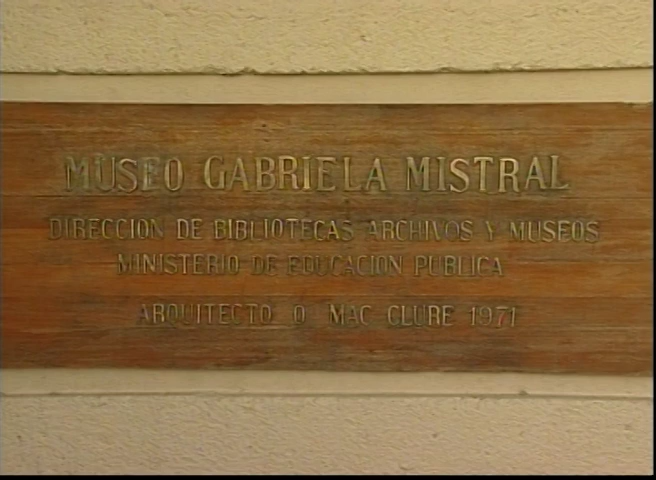 MUSEO GABRIELA MISTRAL
DIRECCION DE BIBLIOTECAS ARCHIVOS Y MUSEOS
MINISTERIO DE EDUCACION PUBLICA
ARQUITECTO O MAC CLURE 1971